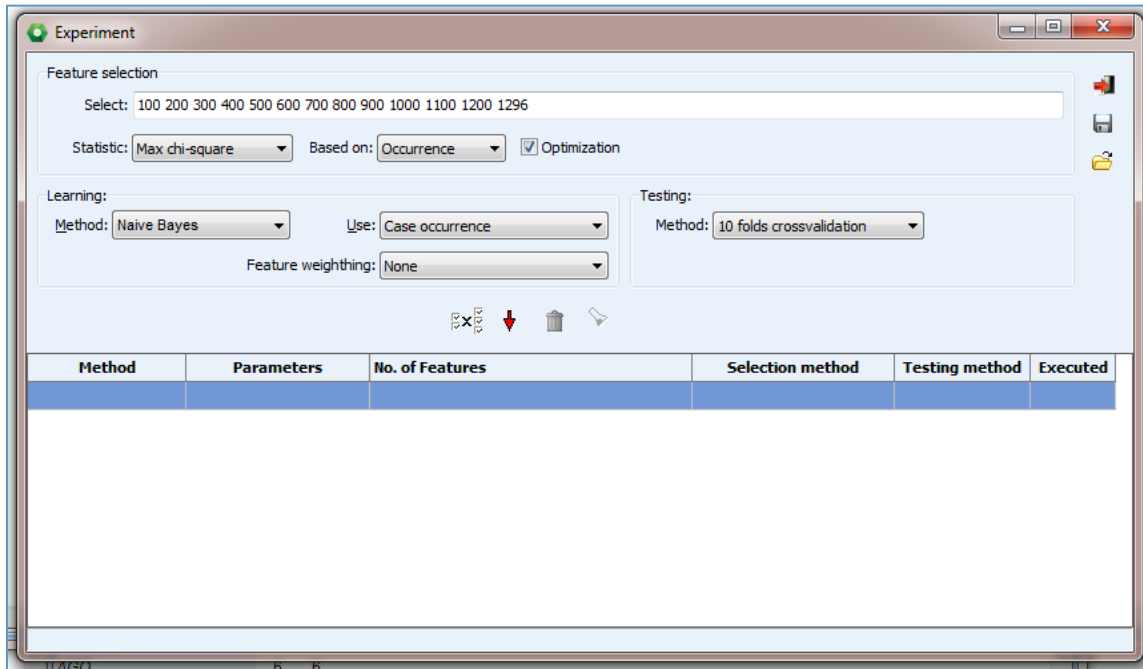 Experiment
Feature selection
Select: 100 200 300 400 500 600 700 800 900 1000 1100 1200 1296
Statistic: Max chi-square Based on: Occurrence Optimization
Learning: Testing:
Method: Naive Bayes Use: Case occurrence Method: 10 folds crossvalidation
Feature weighthing: None
Method Parameters No. of Features Selection method Testing method Executed